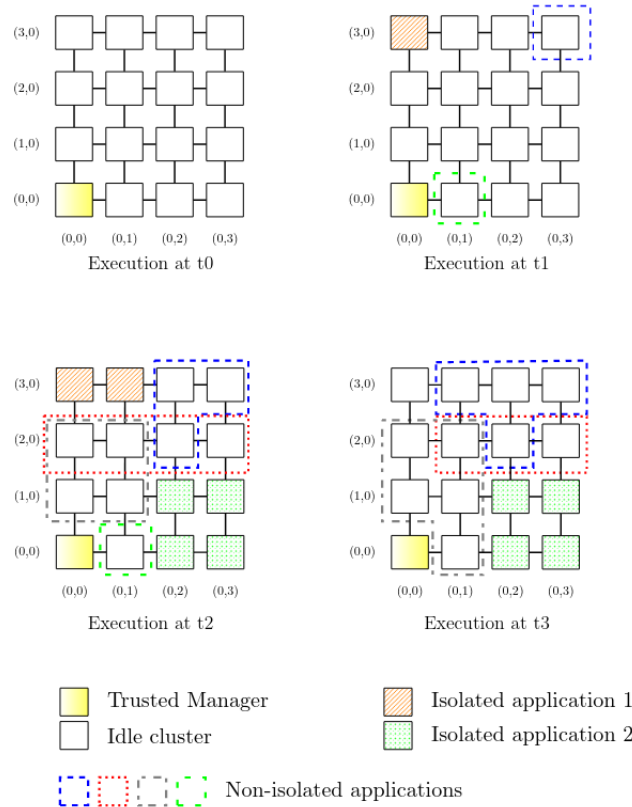 (3,0)
(2,0)
(1,0)
(0,0)
(0,0) (0,1) (0,2) (0,3)
Execution at t0
(3,0)
(2,0)
(1,0)
(0,0)
(0,0) (0,1) (0,2) (0,3)
Execution at t1
(3,0)
(2,0)
(1,0)
(0,0)
(0,0) (0,1) (0,2) (0,3)
Execution at t2
(3,0)
(2,0)
(1,0)
(0,0)
(0,0) (0,1) (0,2) (0,3)
Execution at t3
Trusted Manager
Isolated application 1
Idle cluster
Isolated application 2
Non-isolated applications